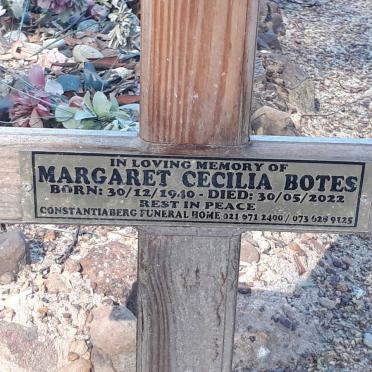 IN LOVING MEMORY OF
MARGARET CECILIA BOTES
BORN: 30/12/1940 - DIED: 30/05/2022
REST IN PEACE
CONSTANTIABERG FUNERAL HOME 021 671 2400 / 073 628 9125